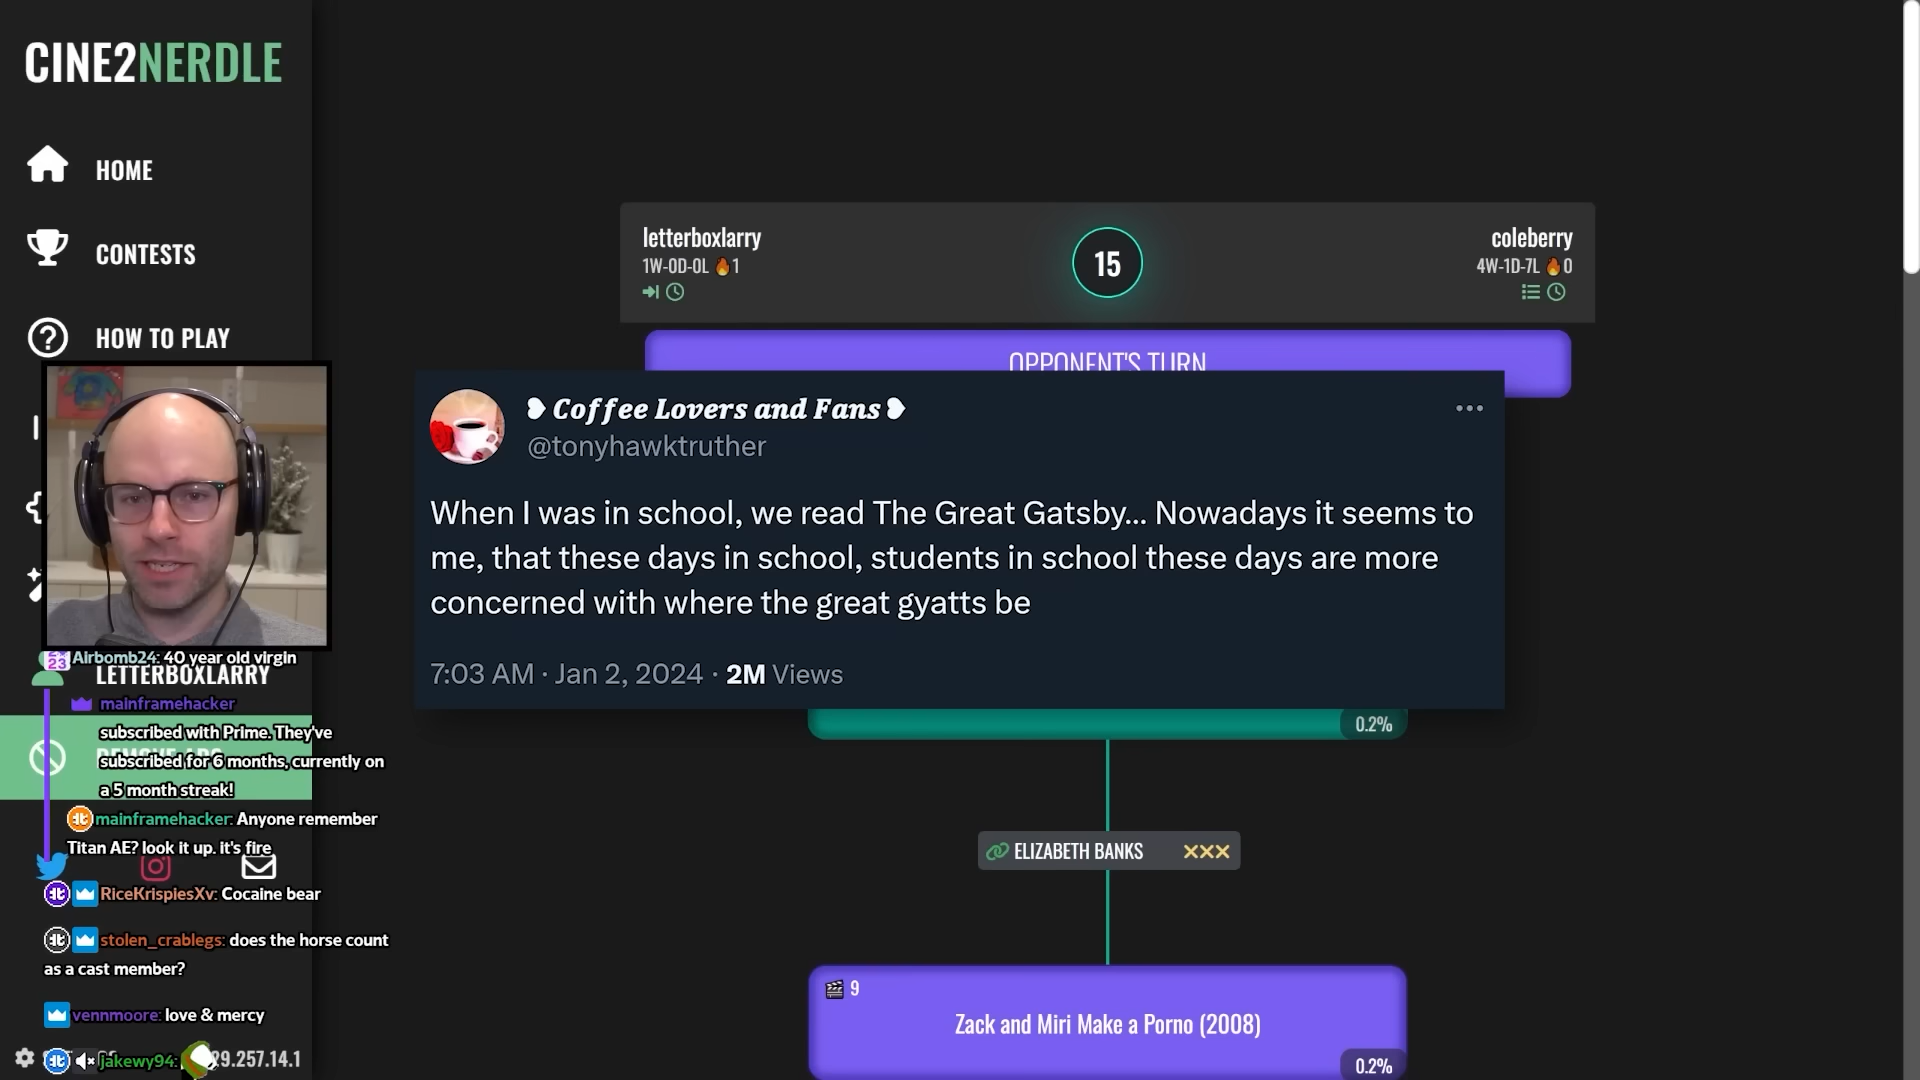 CINE2NERDLE
HOME
CONTESTS
HOW TO PLAY
LETTERBOXLARRY
letterboxlarry
1W-0D-0L 🔥1
15
coleberry
4W-1D-7L 🔥0
OPPONENT'S TURN
❥ Coffee Lovers and Fans ❥
@tonyhawktruther
When I was in school, we read The Great Gatsby... Nowadays it seems to
me, that these days in school, students in school these days are more
concerned with where the great gyatts be
7:03 AM · Jan 2, 2024 · 2M Views
0.2%
ELIZABETH BANKS XXX
9
Zack and Miri Make a Porno (2008)
0.2%
Airbomb24: 40 year old virgin
mainframehacker
subscribed with Prime. They've
subscribed for 6 months, currently on
a 5 month streak!
mainframehacker: Anyone remember
Titan AE? look it up. it's fire
RiceKrispiesXv: Cocaine bear
stolen_crablegs: does the horse count
as a cast member?
vennmoore: love & mercy
jakewy94:
29.257.14.1